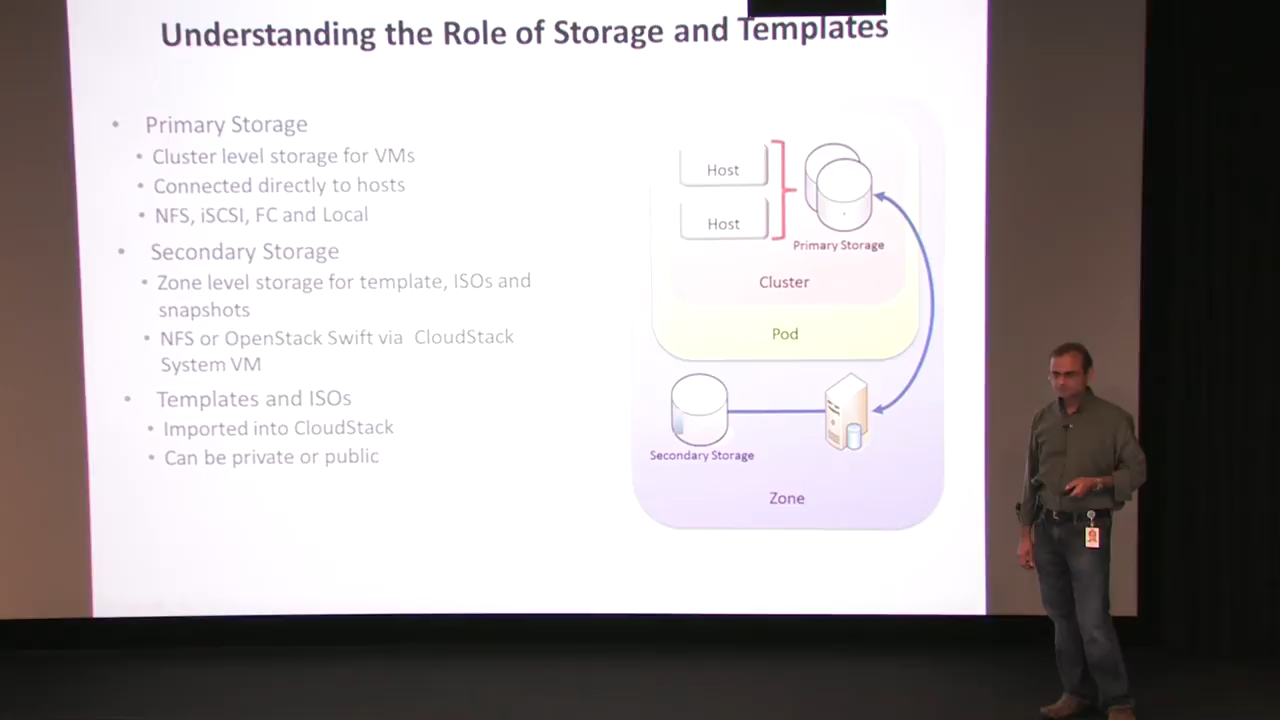 Understanding the Role of Storage and Templates
• Primary Storage
• Cluster level storage for VMs
• Connected directly to hosts
• NFS, iSCSI, FC and Local
• Secondary Storage
• Zone level storage for template, ISOs and
snapshots
• NFS or OpenStack Swift via CloudStack
System VM
• Templates and ISOs
• Imported into CloudStack
• Can be private or public
Host
Host
Primary Storage
Cluster
Pod
Secondary Storage
Zone